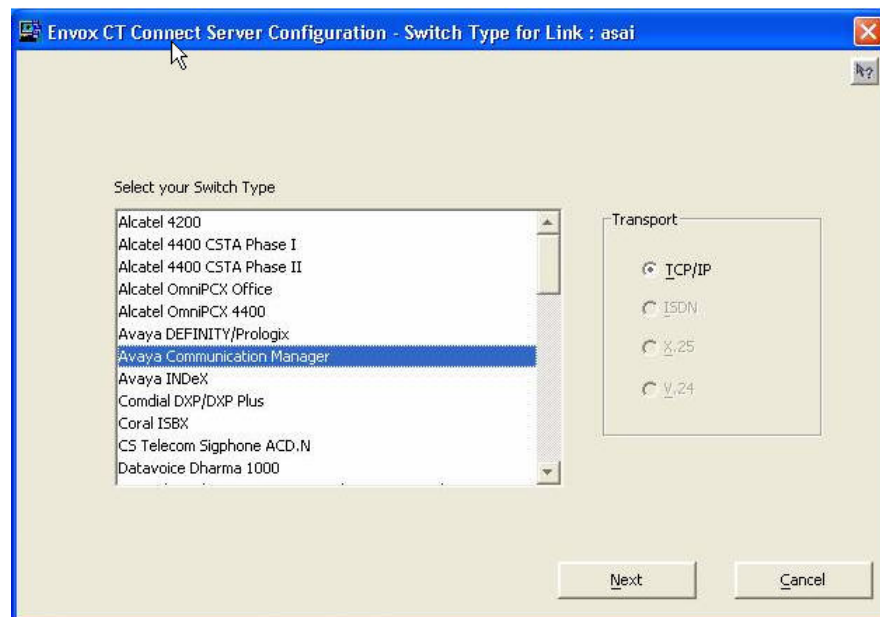 Envox CT Connect Server Configuration - Switch Type for Link : asai
Select your Switch Type
Alcatel 4200
Alcatel 4400 CSTA Phase I
Alcatel 4400 CSTA Phase II
Alcatel OmniPCX Office
Alcatel OmniPCX 4400
Avaya DEFINITY/Prologix
Avaya Communication Manager
Avaya INDeX
Comdial DXP/DXP Plus
Coral ISBX
CS Telecom Sigphone ACD.N
Datavoice Dharma 1000
Transport
TCP/IP
ISDN
X.25
V.24
Next
Cancel